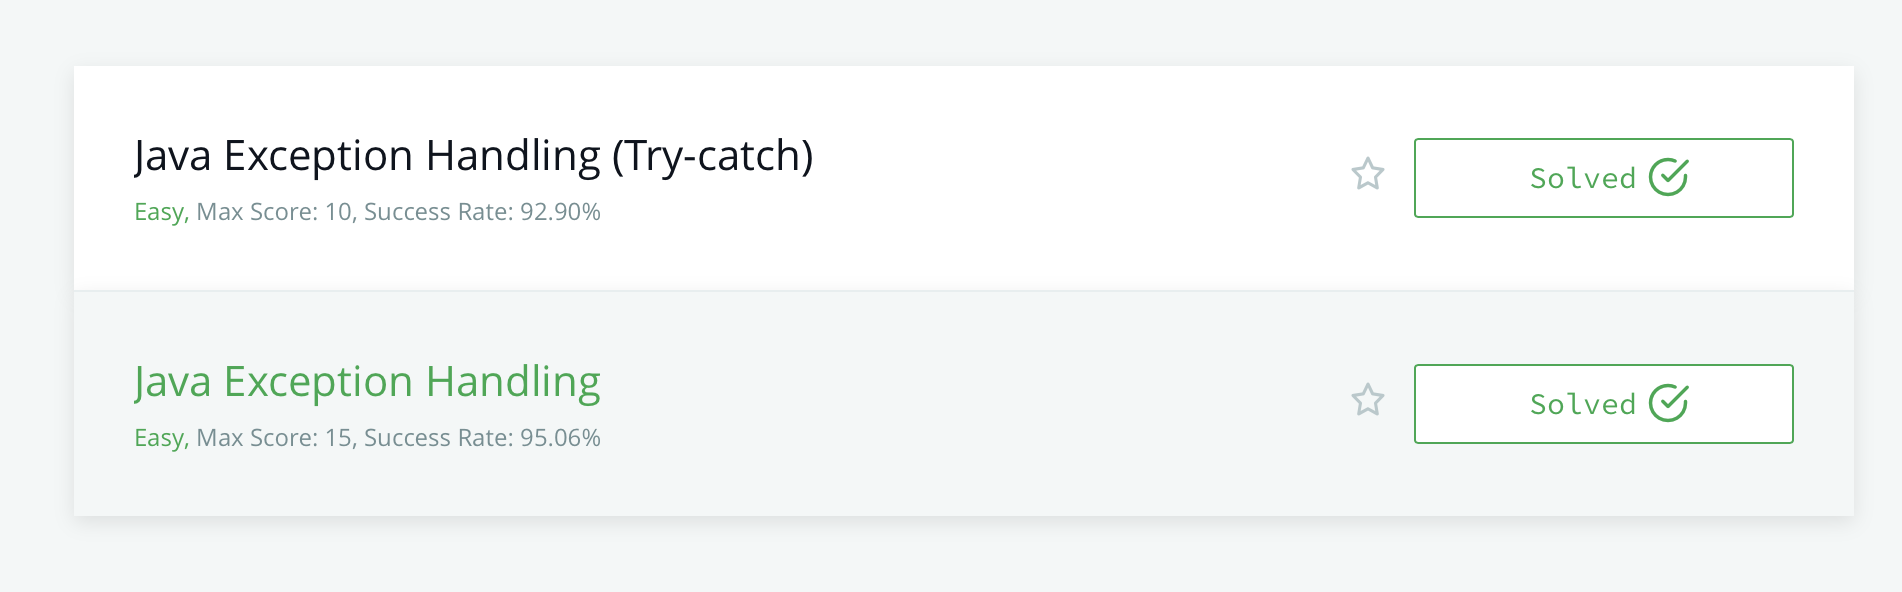 Java Exception Handling (Try-catch)
Easy, Max Score: 10, Success Rate: 92.90%
Solved
Java Exception Handling
Easy, Max Score: 15, Success Rate: 95.06%
Solved